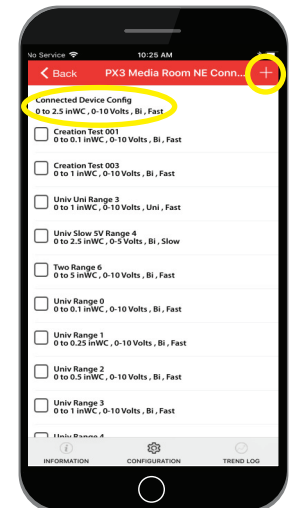 No Service 10:25 AM
Back PX3 Media Room NE Conn... +
Connected Device Config
0 to 2.5 inWC , 0-10 Volts , Bi , Fast
Creation Test 001
0 to 0.1 inWC , 0-10 Volts , Bi , Fast
Creation Test 003
0 to 1 inWC , 0-10 Volts , Bi , Fast
Univ Uni Range 3
0 to 1 inWC , 0-10 Volts , Uni , Fast
Univ Slow 5V Range 4
0 to 2.5 inWC , 0-5 Volts , Bi , Slow
Two Range 6
0 to 5 inWC , 0-10 Volts , Bi , Fast
Univ Range 0
0 to 0.1 inWC , 0-10 Volts , Bi , Fast
Univ Range 1
0 to 0.25 inWC , 0-10 Volts , Bi , Fast
Univ Range 2
0 to 0.5 inWC , 0-10 Volts , Bi , Fast
Univ Range 3
0 to 1 inWC , 0-10 Volts , Bi , Fast
Univ Range 4
INFORMATION CONFIGURATION TREND LOG